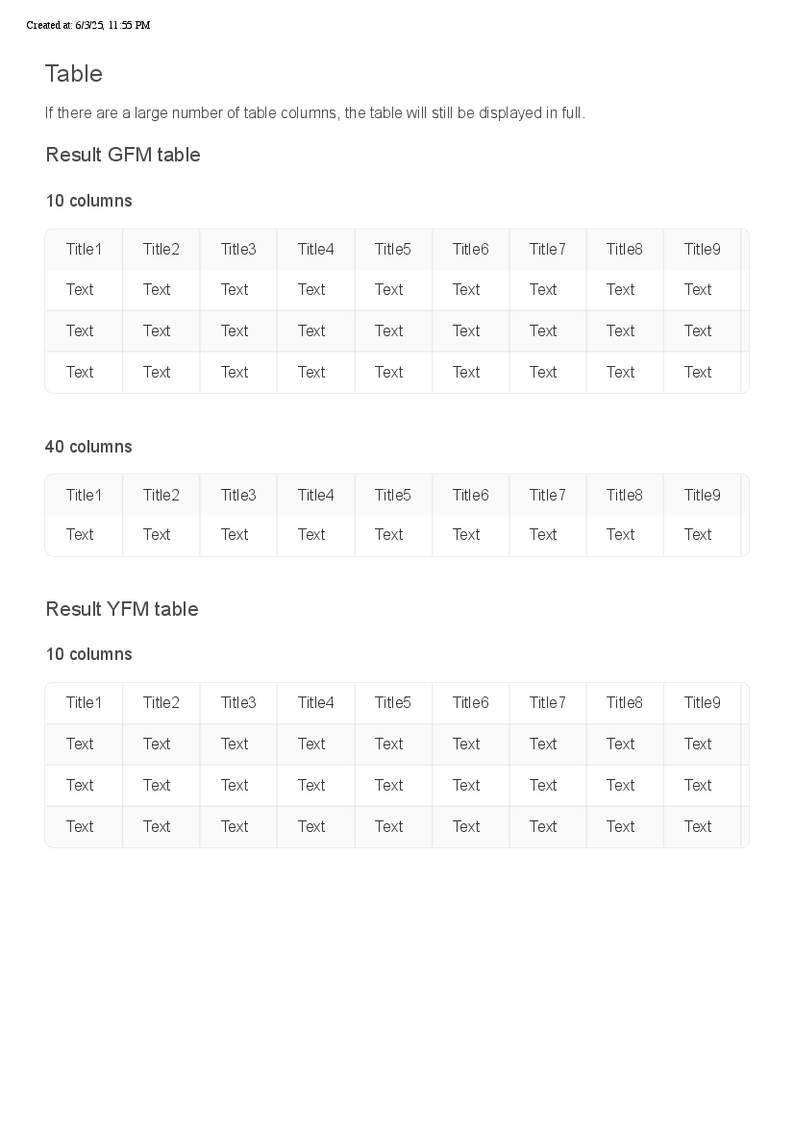 Created at: 6/3/25, 11:55 PM
Table
If there are a large number of table columns, the table will still be displayed in full.
Result GFM table
10 columns
Title1 Title2 Title3 Title4 Title5 Title6 Title7 Title8 Title9
Text Text Text Text Text Text Text Text Text
Text Text Text Text Text Text Text Text Text
Text Text Text Text Text Text Text Text Text
40 columns
Title1 Title2 Title3 Title4 Title5 Title6 Title7 Title8 Title9
Text Text Text Text Text Text Text Text Text
Result YFM table
10 columns
Title1 Title2 Title3 Title4 Title5 Title6 Title7 Title8 Title9
Text Text Text Text Text Text Text Text Text
Text Text Text Text Text Text Text Text Text
Text Text Text Text Text Text Text Text Text